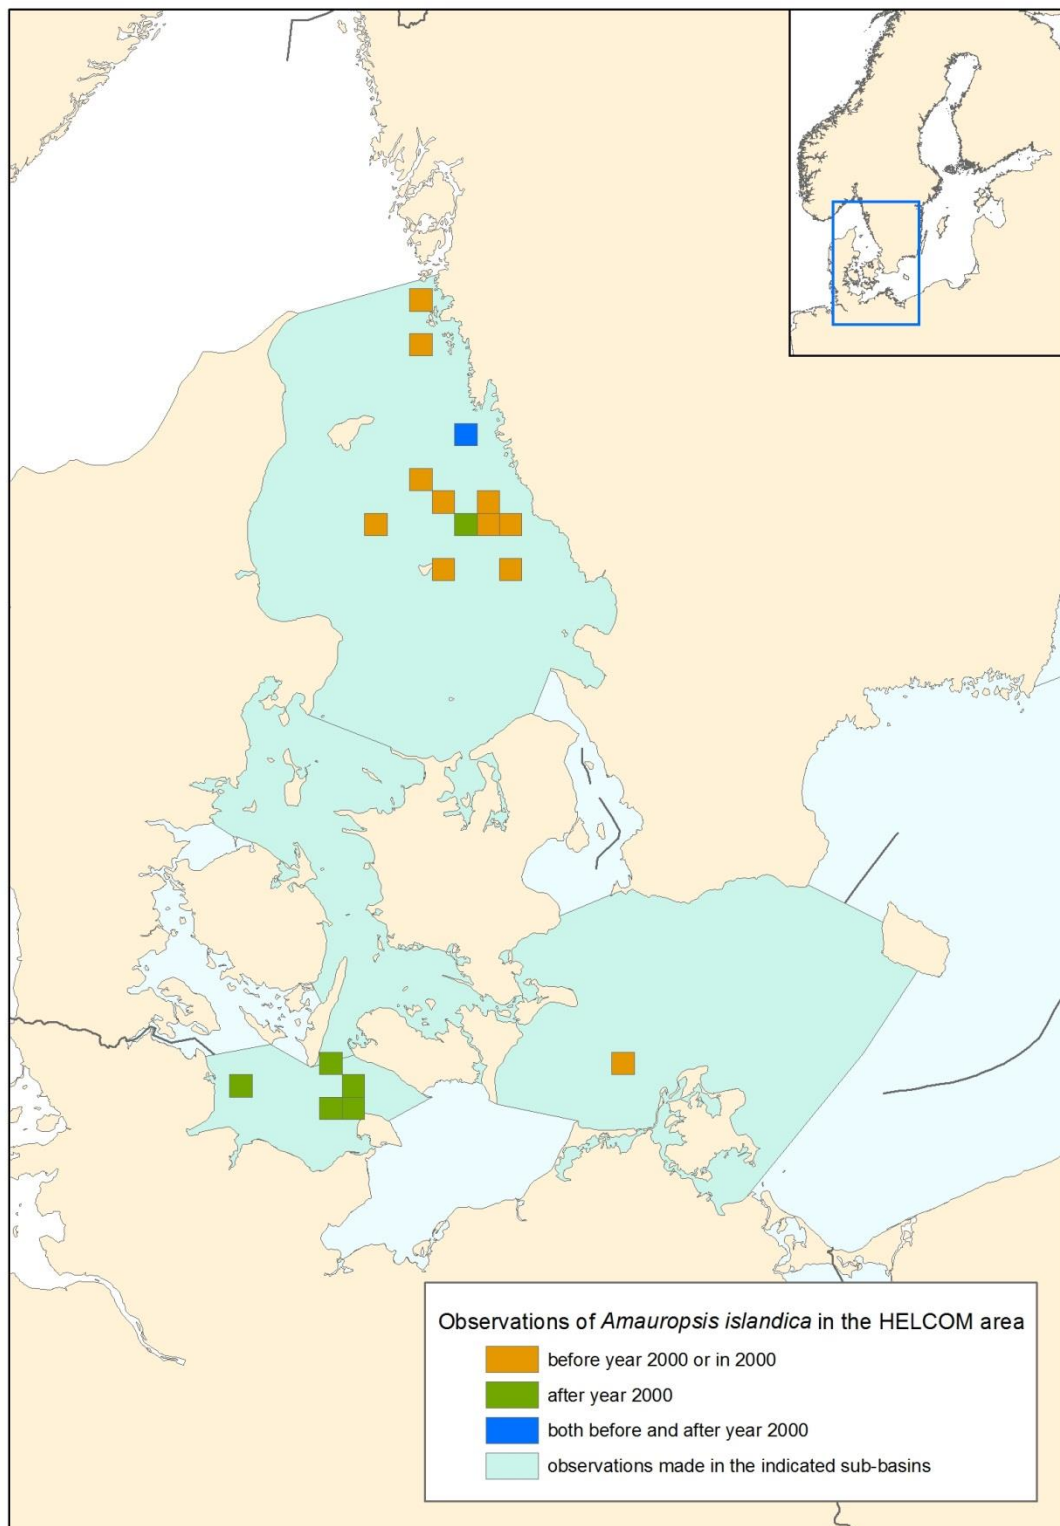 Observations of Amauropsis islandica in the HELCOM area
before year 2000 or in 2000
after year 2000
both before and after year 2000
observations made in the indicated sub-basins